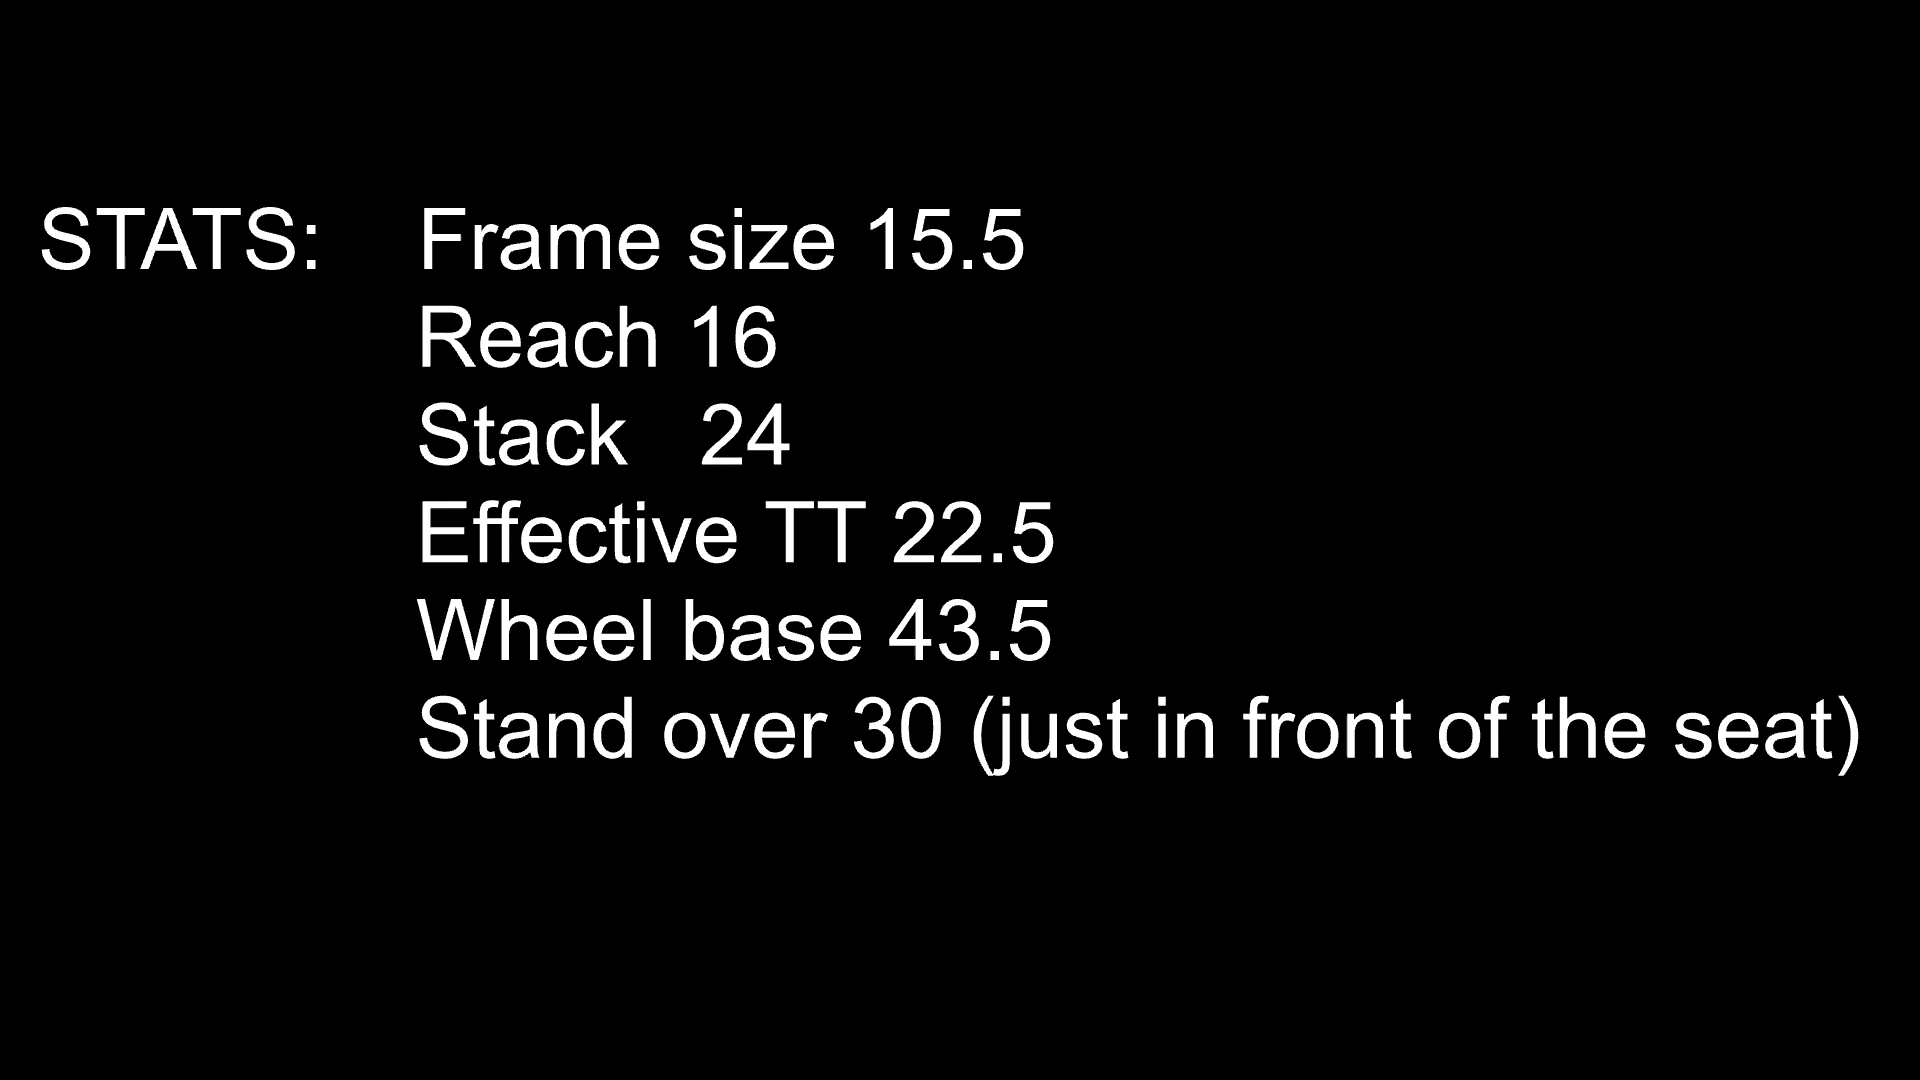 STATS: Frame size 15.5
Reach 16
Stack 24
Effective TT 22.5
Wheel base 43.5
Stand over 30 (just in front of the seat)